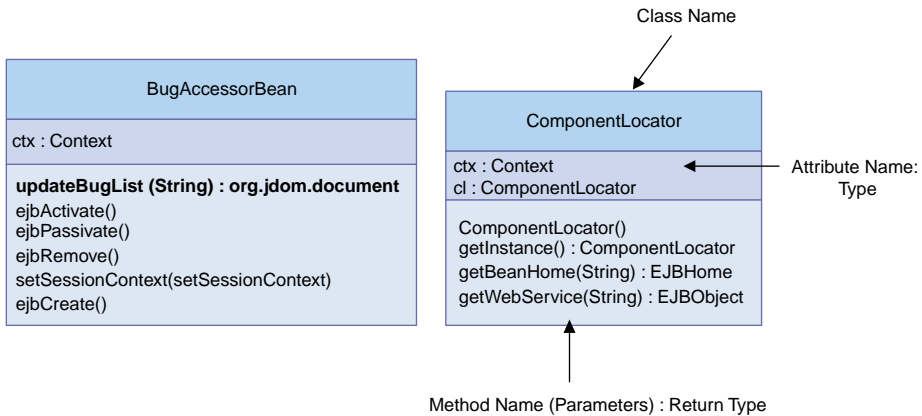 Class Name
BugAccessorBean
ctx : Context
updateBugList (String) : org.jdom.document
ejbActivate()
ejbPassivate()
ejbRemove()
setSessionContext(setSessionContext)
ejbCreate()
ComponentLocator
ctx : Context
cl : ComponentLocator
ComponentLocator()
getInstance() : ComponentLocator
getBeanHome(String) : EJBHome
getWebService(String) : EJBObject
Attribute Name:
Type
Method Name (Parameters) : Return Type